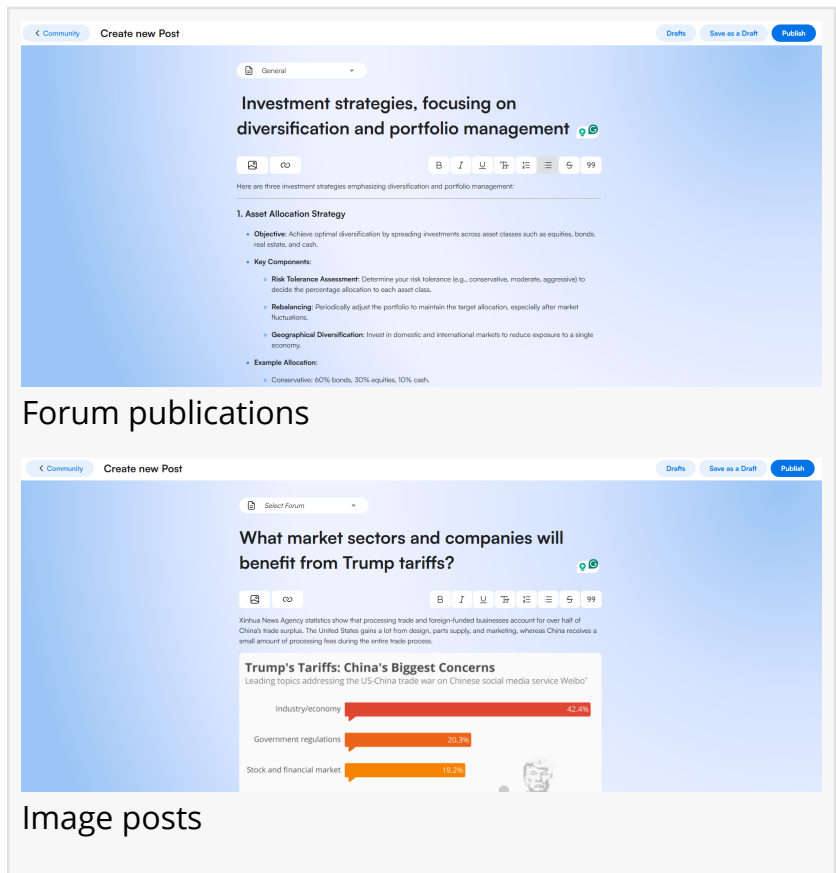 Community
Create new Post
Drafts
Save as a Draft
Publish
General
Investment strategies, focusing on
diversification and portfolio management
B I U Tr S 99
Here are three investment strategies emphasizing diversification and portfolio management:
1. Asset Allocation Strategy
• Objective: Achieve optimal diversification by spreading investments across asset classes such as equities, bonds,
real estate, and cash.
• Key Components:
Risk Tolerance Assessment: Determine your risk tolerance (e.g., conservative, moderate, aggressive) to
decide the percentage allocation to each asset class.
Rebalancing: Periodically adjust the portfolio to maintain the target allocation, especially after market
fluctuations.
Geographical Diversification: Invest in domestic and international markets to reduce exposure to a single
economy.
• Example Allocation:
Conservative: 60% bonds, 30% equities, 10% cash.
Forum publications
Community
Create new Post
Drafts
Save as a Draft
Publish
Select Forum
What market sectors and companies will
benefit from Trump tariffs?
B I U Tr S 99
Xinhua News Agency statistics show that processing trade and foreign-funded businesses account for over half of
China's trade surplus. The United States gains a lot from design, parts supply, and marketing, whereas China receives a
small amount of processing fees during the entire trade process.
Trump's Tariffs: China's Biggest Concerns
Leading topics addressing the US-China trade war on Chinese social media service Weibo*
Industry/economy 42.4%
Government regulations 20.3%
Stock and financial market 19.2%
Image posts